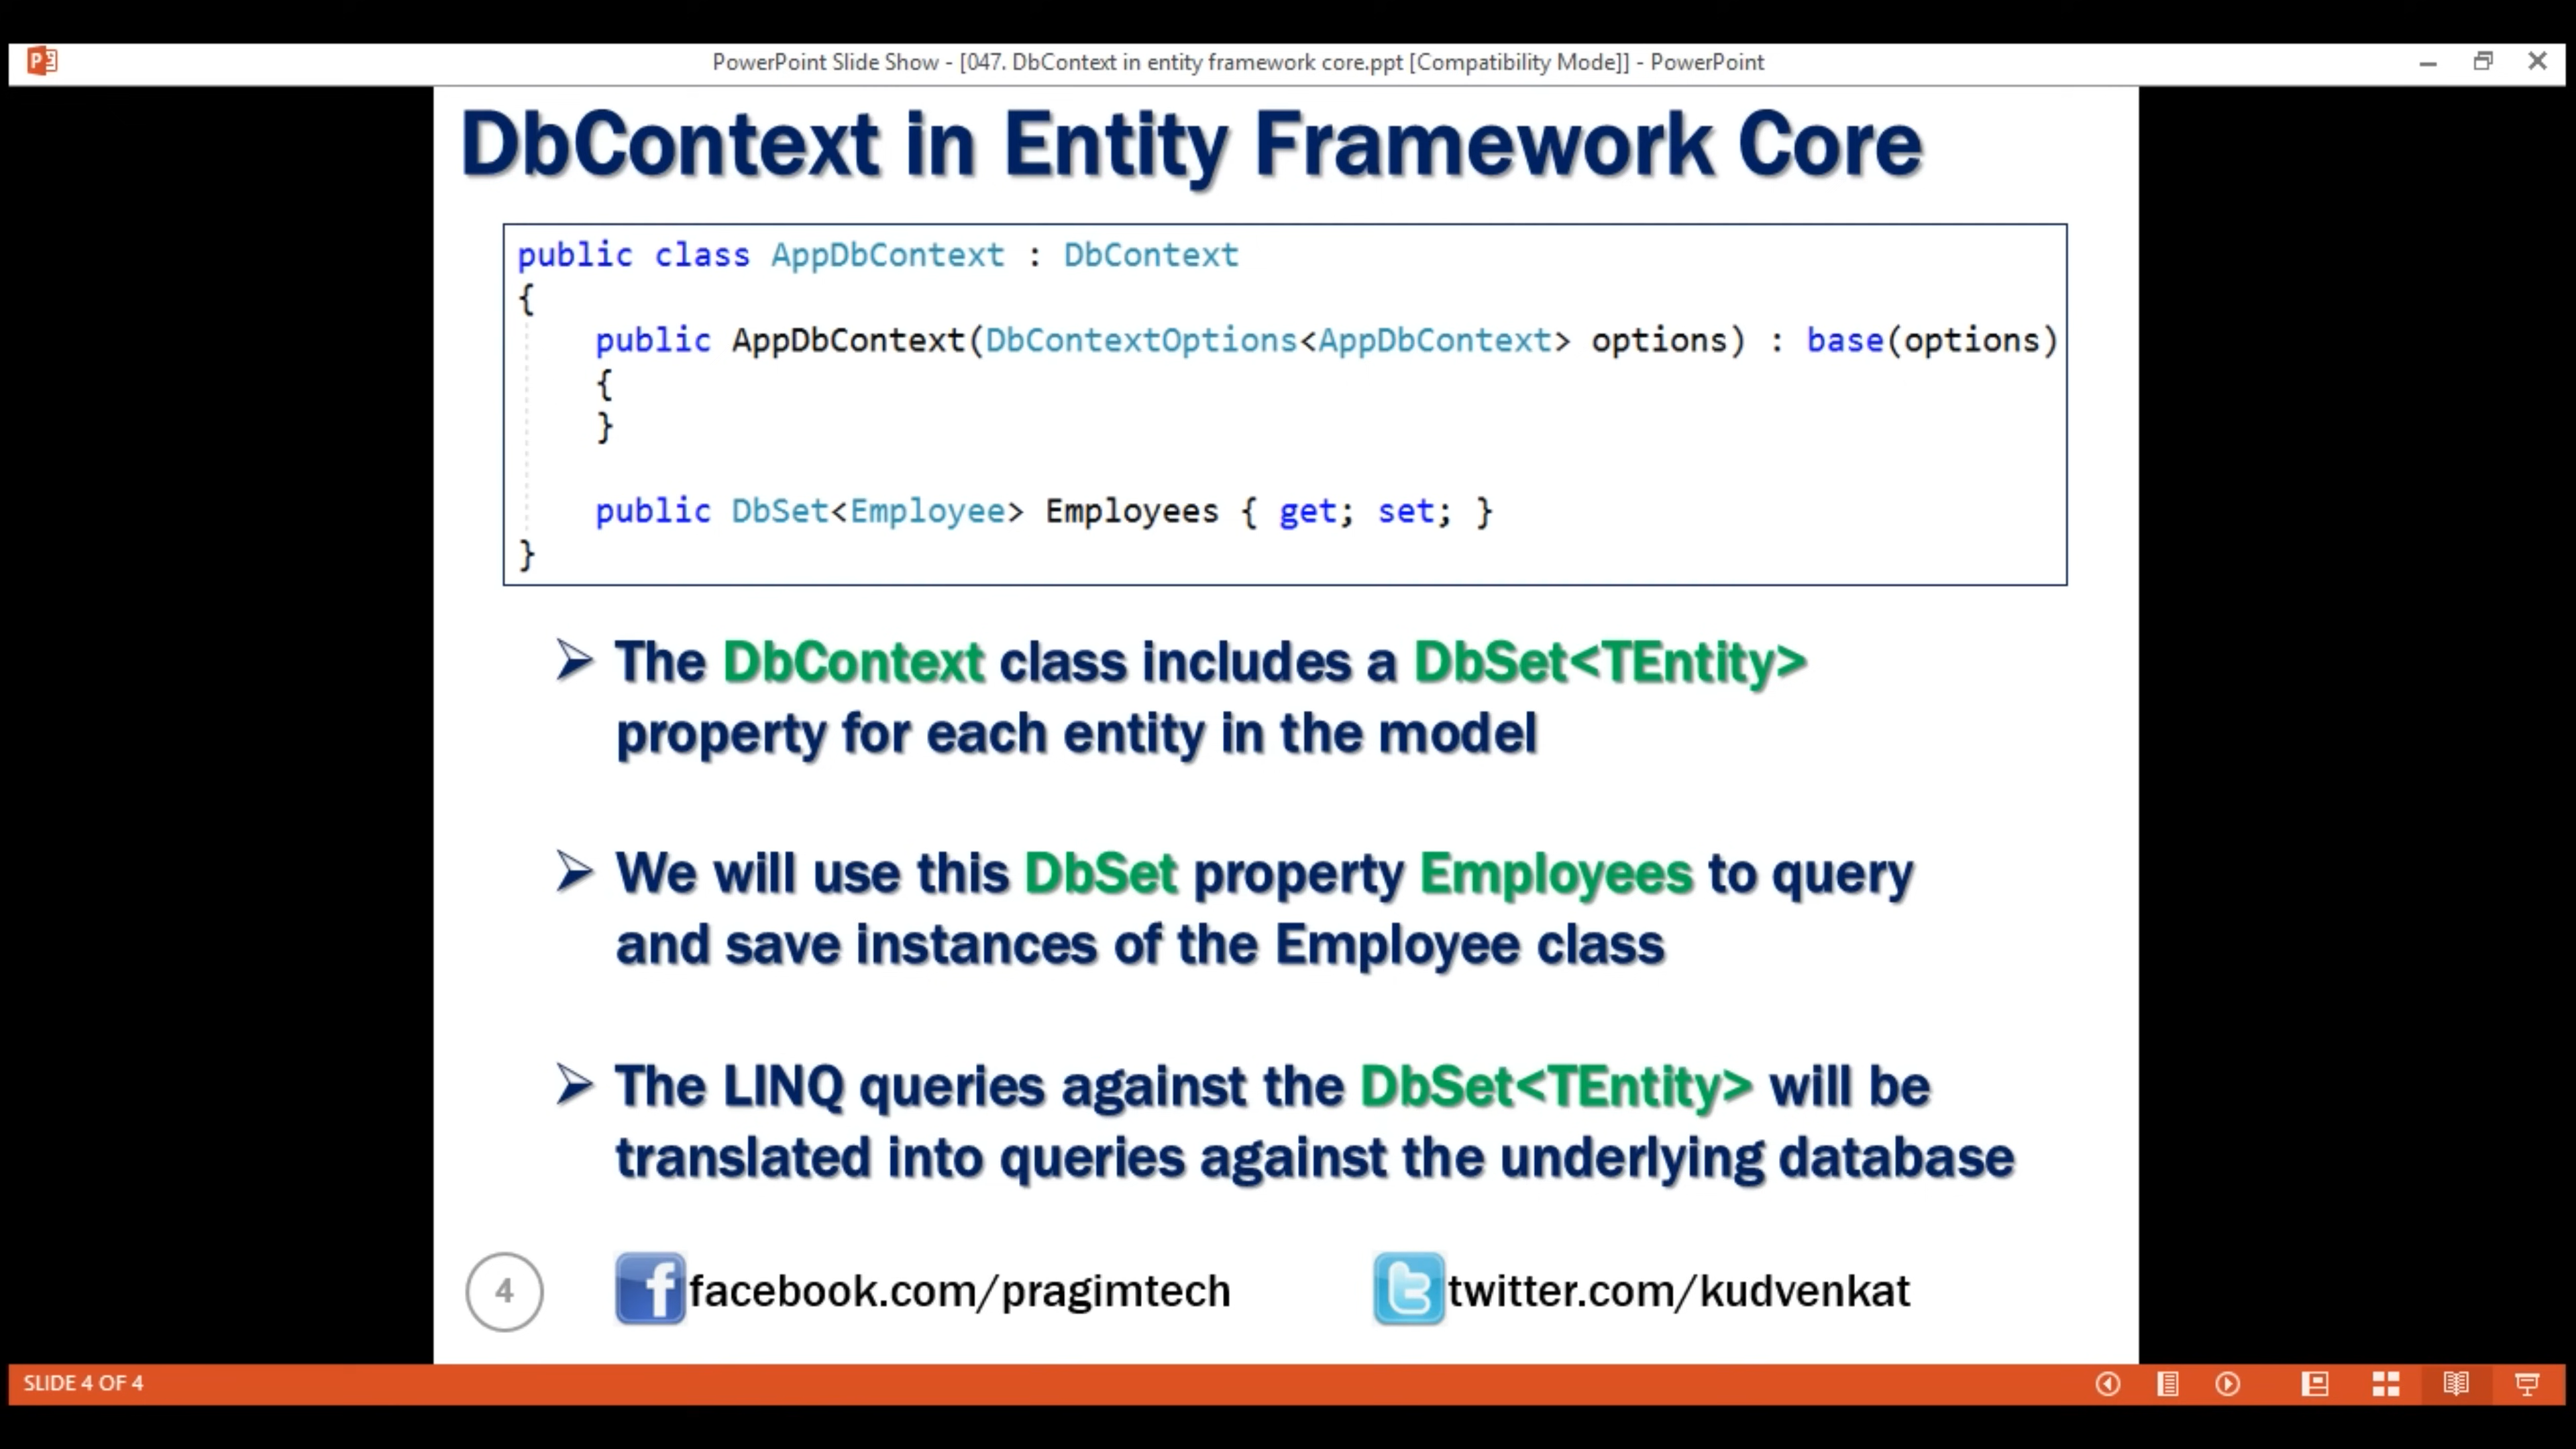 PowerPoint Slide Show - [047. DbContext in entity framework core.ppt [Compatibility Mode]] - PowerPoint
DbContext in Entity Framework Core
public class AppDbContext : DbContext
{
    public AppDbContext(DbContextOptions<AppDbContext> options) : base(options)
    {
    }
    public DbSet<Employee> Employees { get; set; }
}
The DbContext class includes a DbSet<TEntity>
property for each entity in the model
We will use this DbSet property Employees to query
and save instances of the Employee class
The LINQ queries against the DbSet<TEntity> will be
translated into queries against the underlying database
4
facebook.com/pragimtech
twitter.com/kudvenkat
SLIDE 4 OF 4